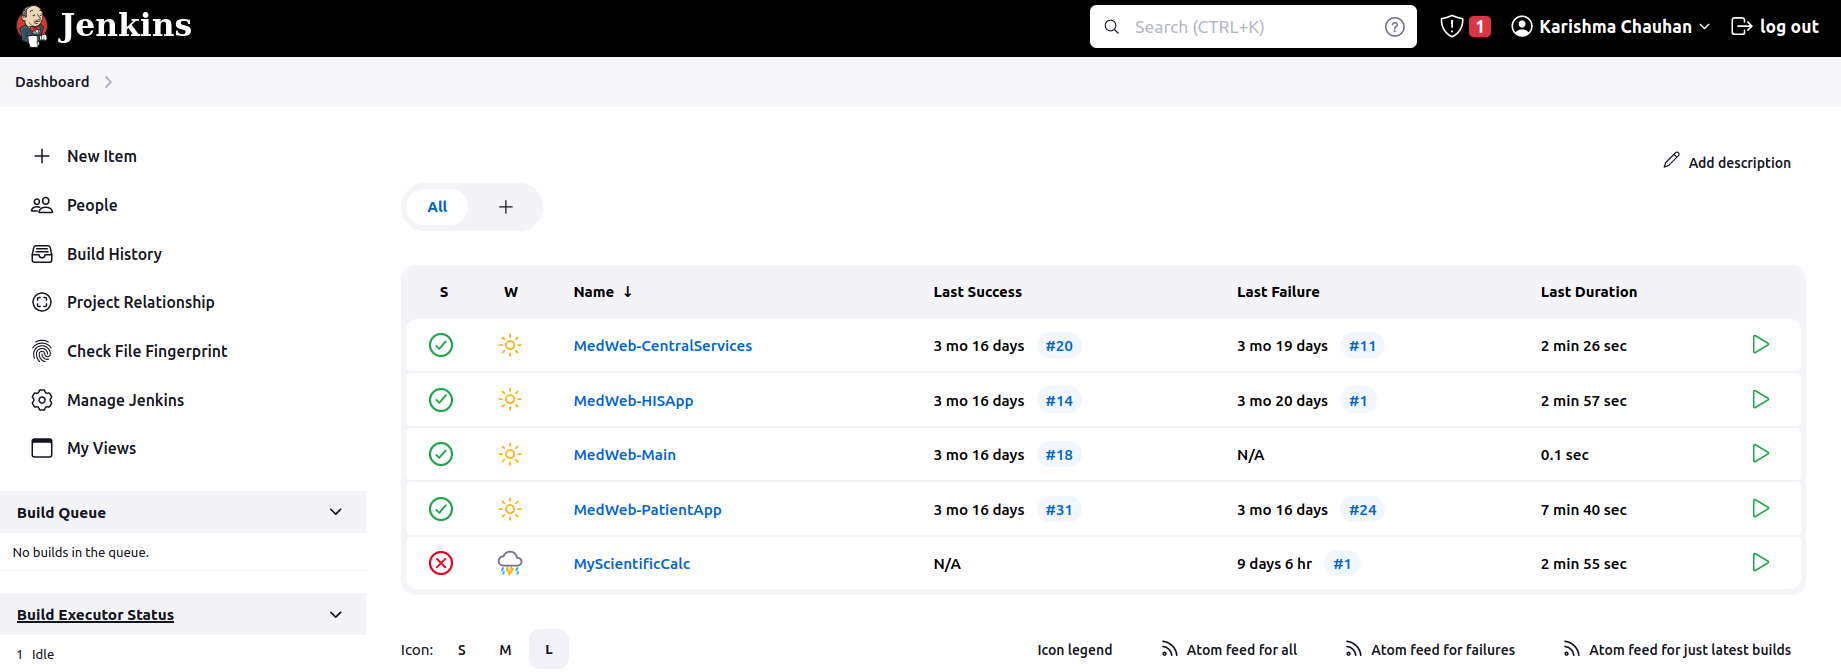 Jenkins
Search (CTRL+K)
1
Karishma Chauhan
log out
Dashboard
New Item
People
Build History
Project Relationship
Check File Fingerprint
Manage Jenkins
My Views
Build Queue
No builds in the queue.
Build Executor Status
1 Idle
Add description
All +
S W Name ↓ Last Success Last Failure Last Duration
MedWeb-CentralServices 3 mo 16 days #20 3 mo 19 days #11 2 min 26 sec
MedWeb-HISApp 3 mo 16 days #14 3 mo 20 days #1 2 min 57 sec
MedWeb-Main 3 mo 16 days #18 N/A 0.1 sec
MedWeb-PatientApp 3 mo 16 days #31 3 mo 16 days #24 7 min 40 sec
MyScientificCalc N/A 9 days 6 hr #1 2 min 55 sec
Icon: S M L
Icon legend
Atom feed for all
Atom feed for failures
Atom feed for just latest builds